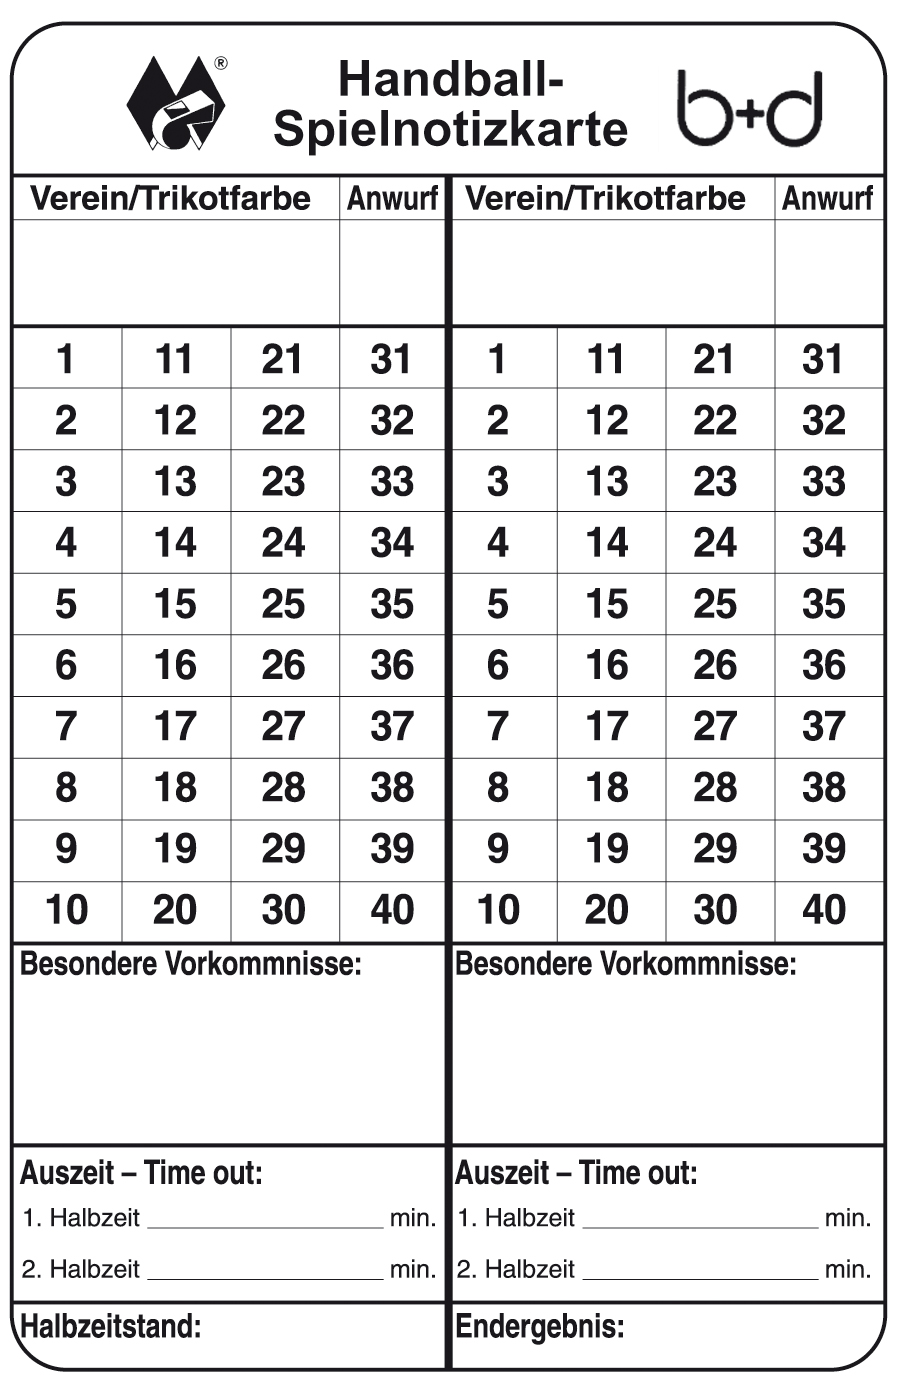 ®
Handball-
Spielnotizkarte
b+d
Verein/Trikotfarbe Anwurf Verein/Trikotfarbe Anwurf
1 11 21 31 1 11 21 31
2 12 22 32 2 12 22 32
3 13 23 33 3 13 23 33
4 14 24 34 4 14 24 34
5 15 25 35 5 15 25 35
6 16 26 36 6 16 26 36
7 17 27 37 7 17 27 37
8 18 28 38 8 18 28 38
9 19 29 39 9 19 29 39
10 20 30 40 10 20 30 40
Besondere Vorkommnisse: Besondere Vorkommnisse:
Auszeit – Time out: Auszeit – Time out:
1. Halbzeit ________________ min. 1. Halbzeit ________________ min.
2. Halbzeit ________________ min. 2. Halbzeit ________________ min.
Halbzeitstand: Endergebnis: